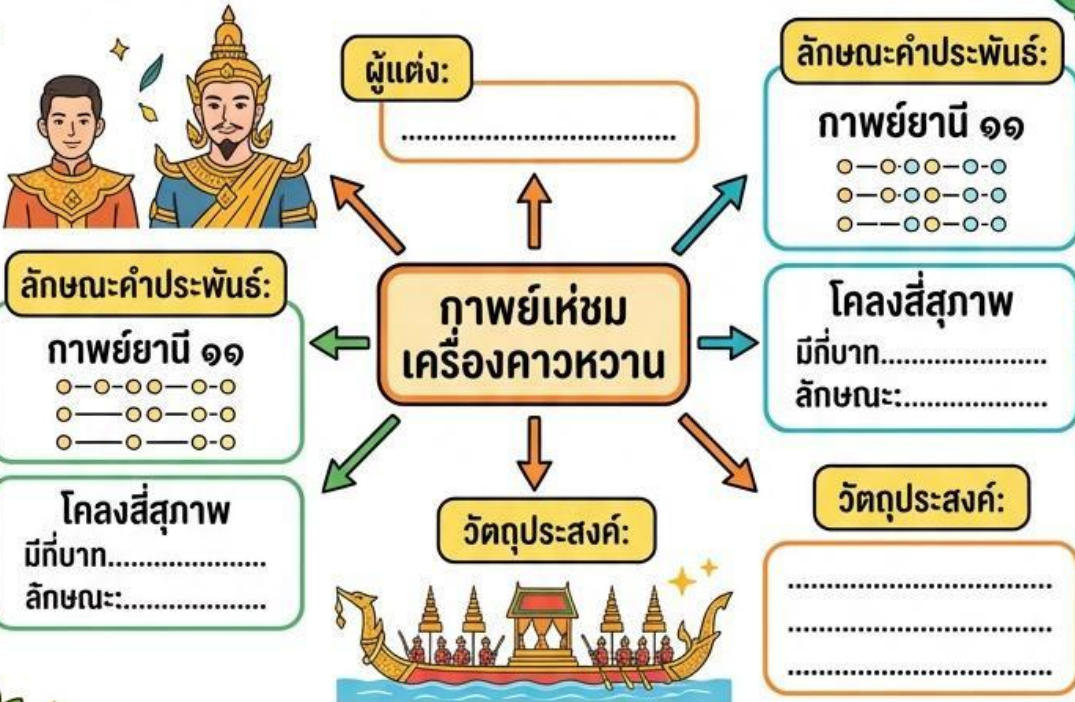 ผู้แต่ง:
....................................
ลักษณะคำประพันธ์:
กาพย์ยานี ๑๑
โคลงสี่สุภาพ
มีกี่บาท......................
ลักษณะ:...................
ลักษณะคำประพันธ์:
กาพย์ยานี ๑๑
โคลงสี่สุภาพ
มีกี่บาท.....................
ลักษณะ:...................
กาพย์เห่ชม
เครื่องคาวหวาน
วัตถุประสงค์:
วัตถุประสงค์:
...................................
...................................
...................................